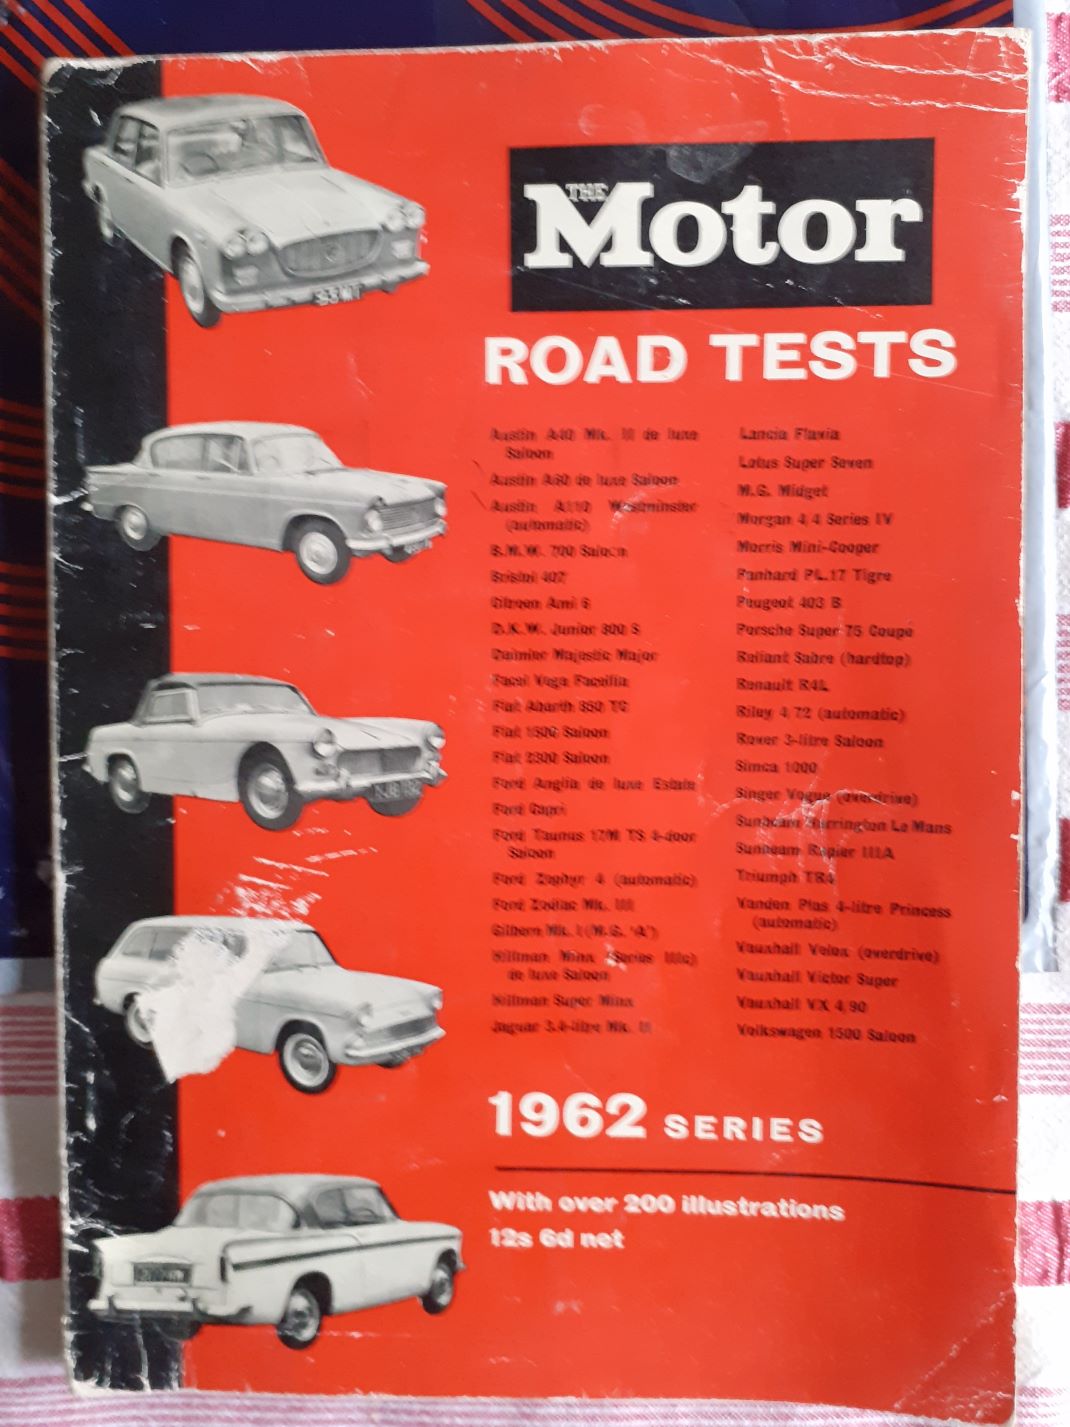 THE
Motor
ROAD TESTS
Austin A40 Mk. II de luxe
Saloon
Austin A60 de luxe Saloon
Austin A110 Westminster
(automatic)
B.M.W. 700 Saloon
Bristol 407
Citroen Ami 6
D.K.W. Junior 800 S
Daimler Majestic Major
Facel Vega Facellia
Fiat Abarth 850 TC
Fiat 1500 Saloon
Fiat 2300 Saloon
Ford Anglia de luxe Estate
Ford Capri
Ford Taunus 17M TS 4-door
Saloon
Ford Zephyr 4 (automatic)
Ford Zodiac Mk. III
Gilbern Mk. I (M.G. 'A')
Hillman Minx (Series IIIc)
de luxe Saloon
Hillman Super Minx
Jaguar 3.4-litre Mk. II
Lancia Flavia
Lotus Super Seven
M.G. Midget
Morgan 4/4 Series IV
Morris Mini-Cooper
Panhard PL.17 Tigre
Peugeot 403 B
Porsche Super 75 Coupé
Reliant Sabre (hardtop)
Renault R4L
Riley 4/72 (automatic)
Rover 3-litre Saloon
Simca 1000
Singer Vogue (overdrive)
Sunbeam Harrington Le Mans
Sunbeam Rapier IIIA
Triumph TR4
Vanden Plas 4-litre Princess
(automatic)
Vauxhall Velox (overdrive)
Vauxhall Victor Super
Vauxhall VX 4/90
Volkswagen 1500 Saloon
1962 SERIES
With over 200 illustrations
12s 6d net